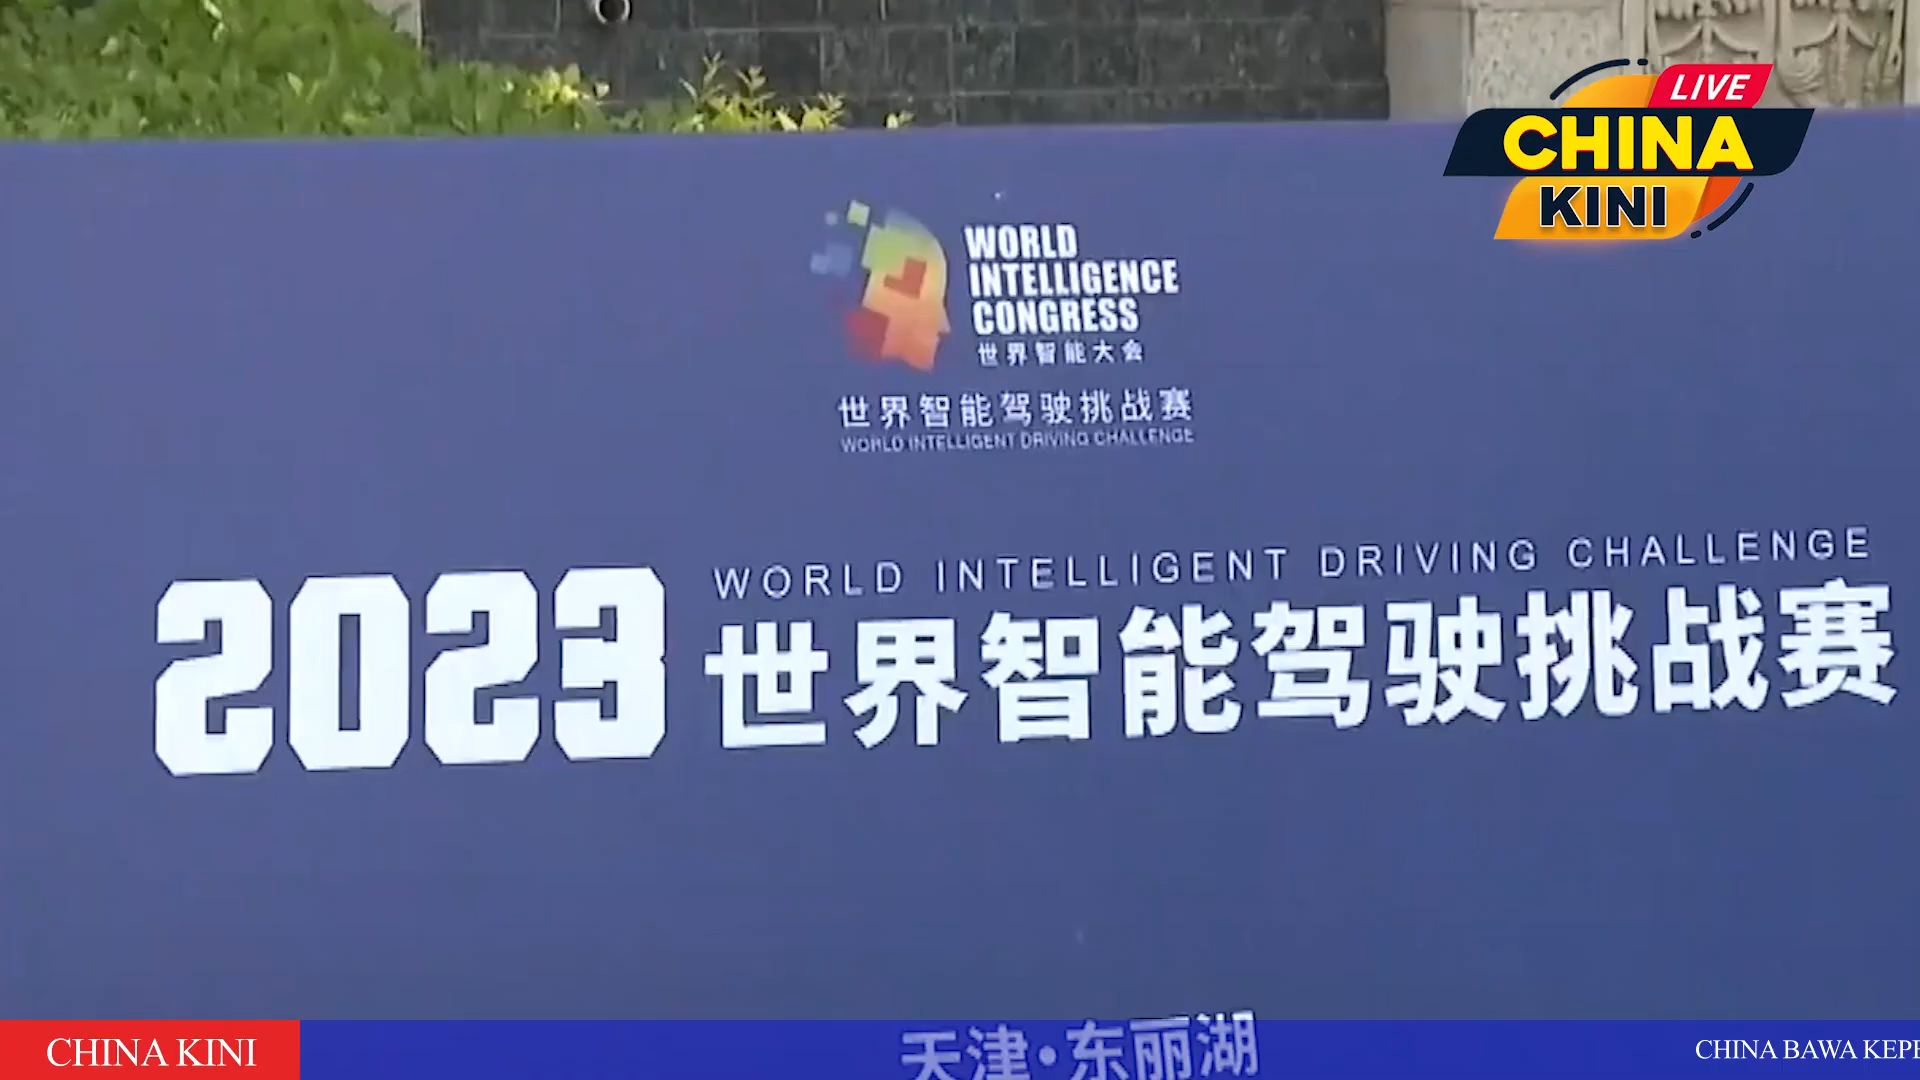 LIVE
CHINA
KINI
WORLD
INTELLIGENCE
CONGRESS
世界智能大会
世界智能驾驶挑战赛
WORLD INTELLIGENT DRIVING CHALLENGE
WORLD INTELLIGENT DRIVING CHALLENGE
2023 世界智能驾驶挑战赛
天津·东丽湖
CHINA KINI
CHINA BAWA